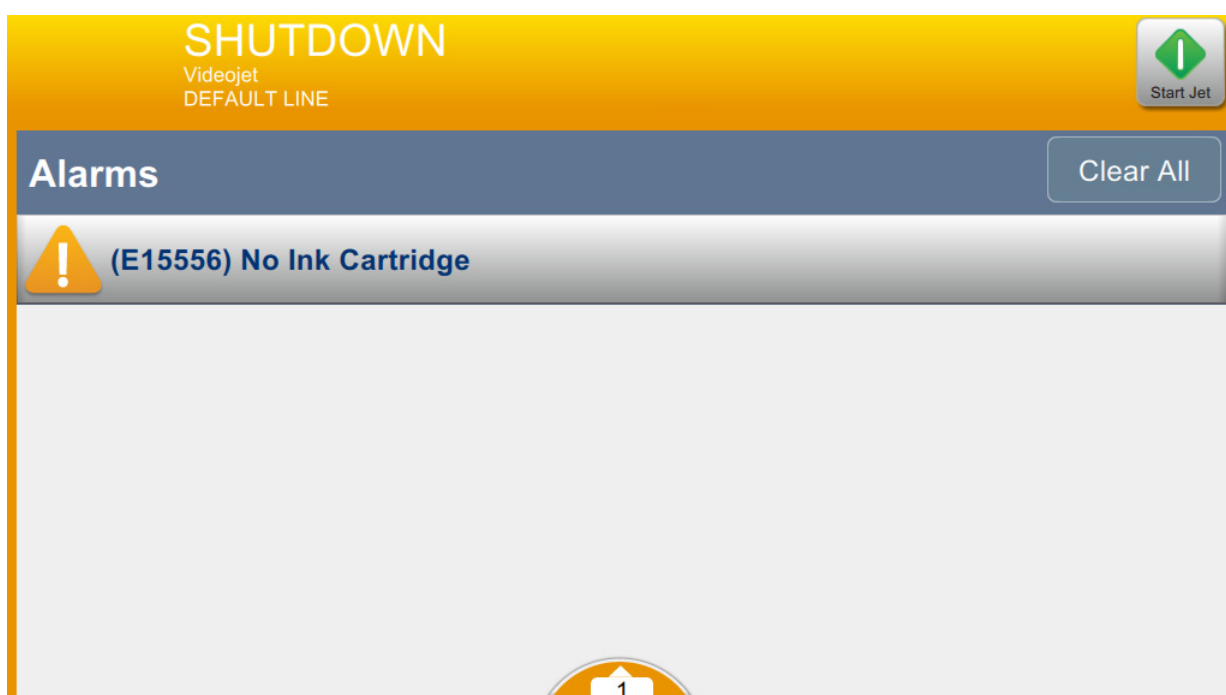 SHUTDOWN
Videojet
DEFAULT LINE
Start Jet
Alarms
Clear All
(E15556) No Ink Cartridge
1